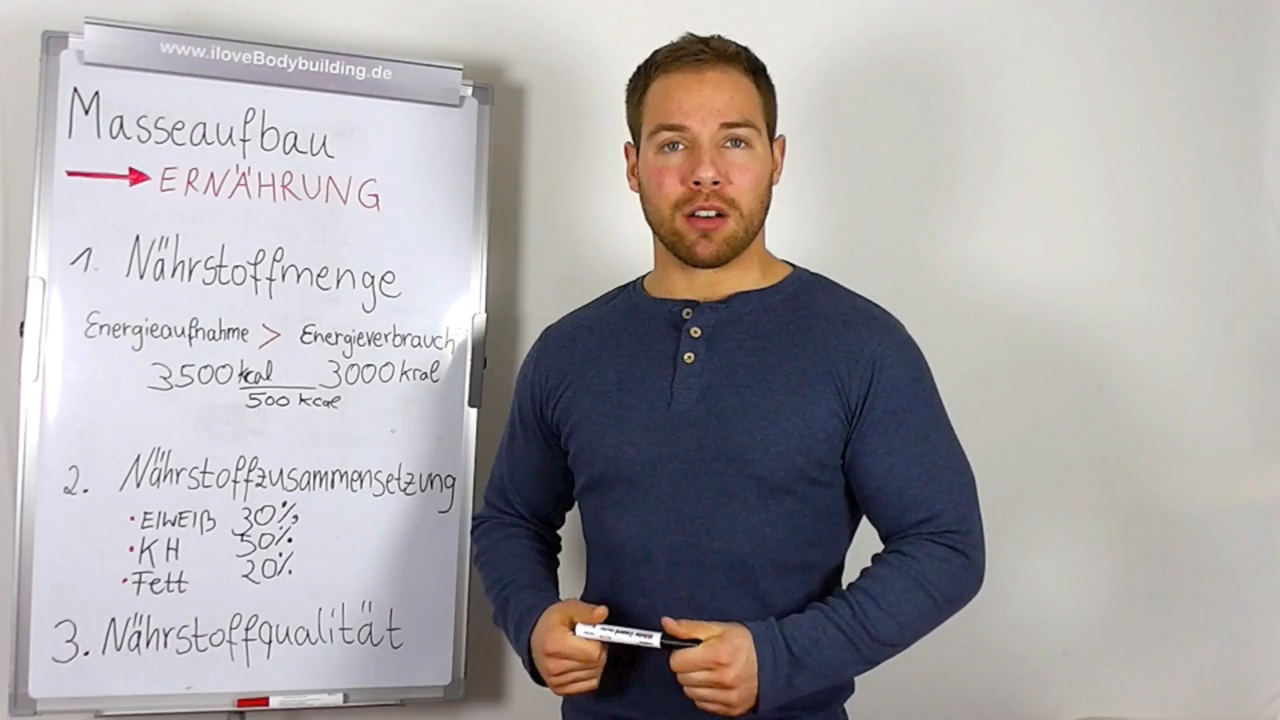 www.iloveBodybuilding.de
Masseaufbau
ERNÄHRUNG
1. Nährstoffmenge
Energieaufnahme > Energieverbrauch
3500 kcal 3000 kcal
500 kcal
2. Nährstoffzusammensetzung
• EIWEIß 30%
• KH 50%
• Fett 20%
3. Nährstoffqualität